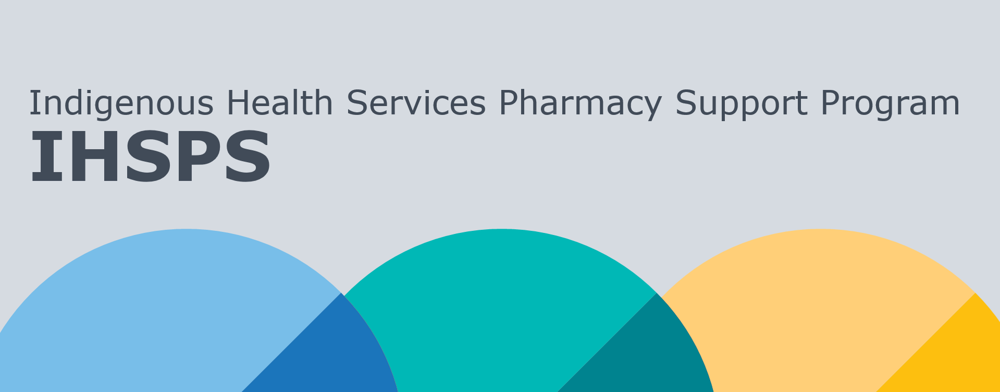 Indigenous Health Services Pharmacy Support Program
IHSPS